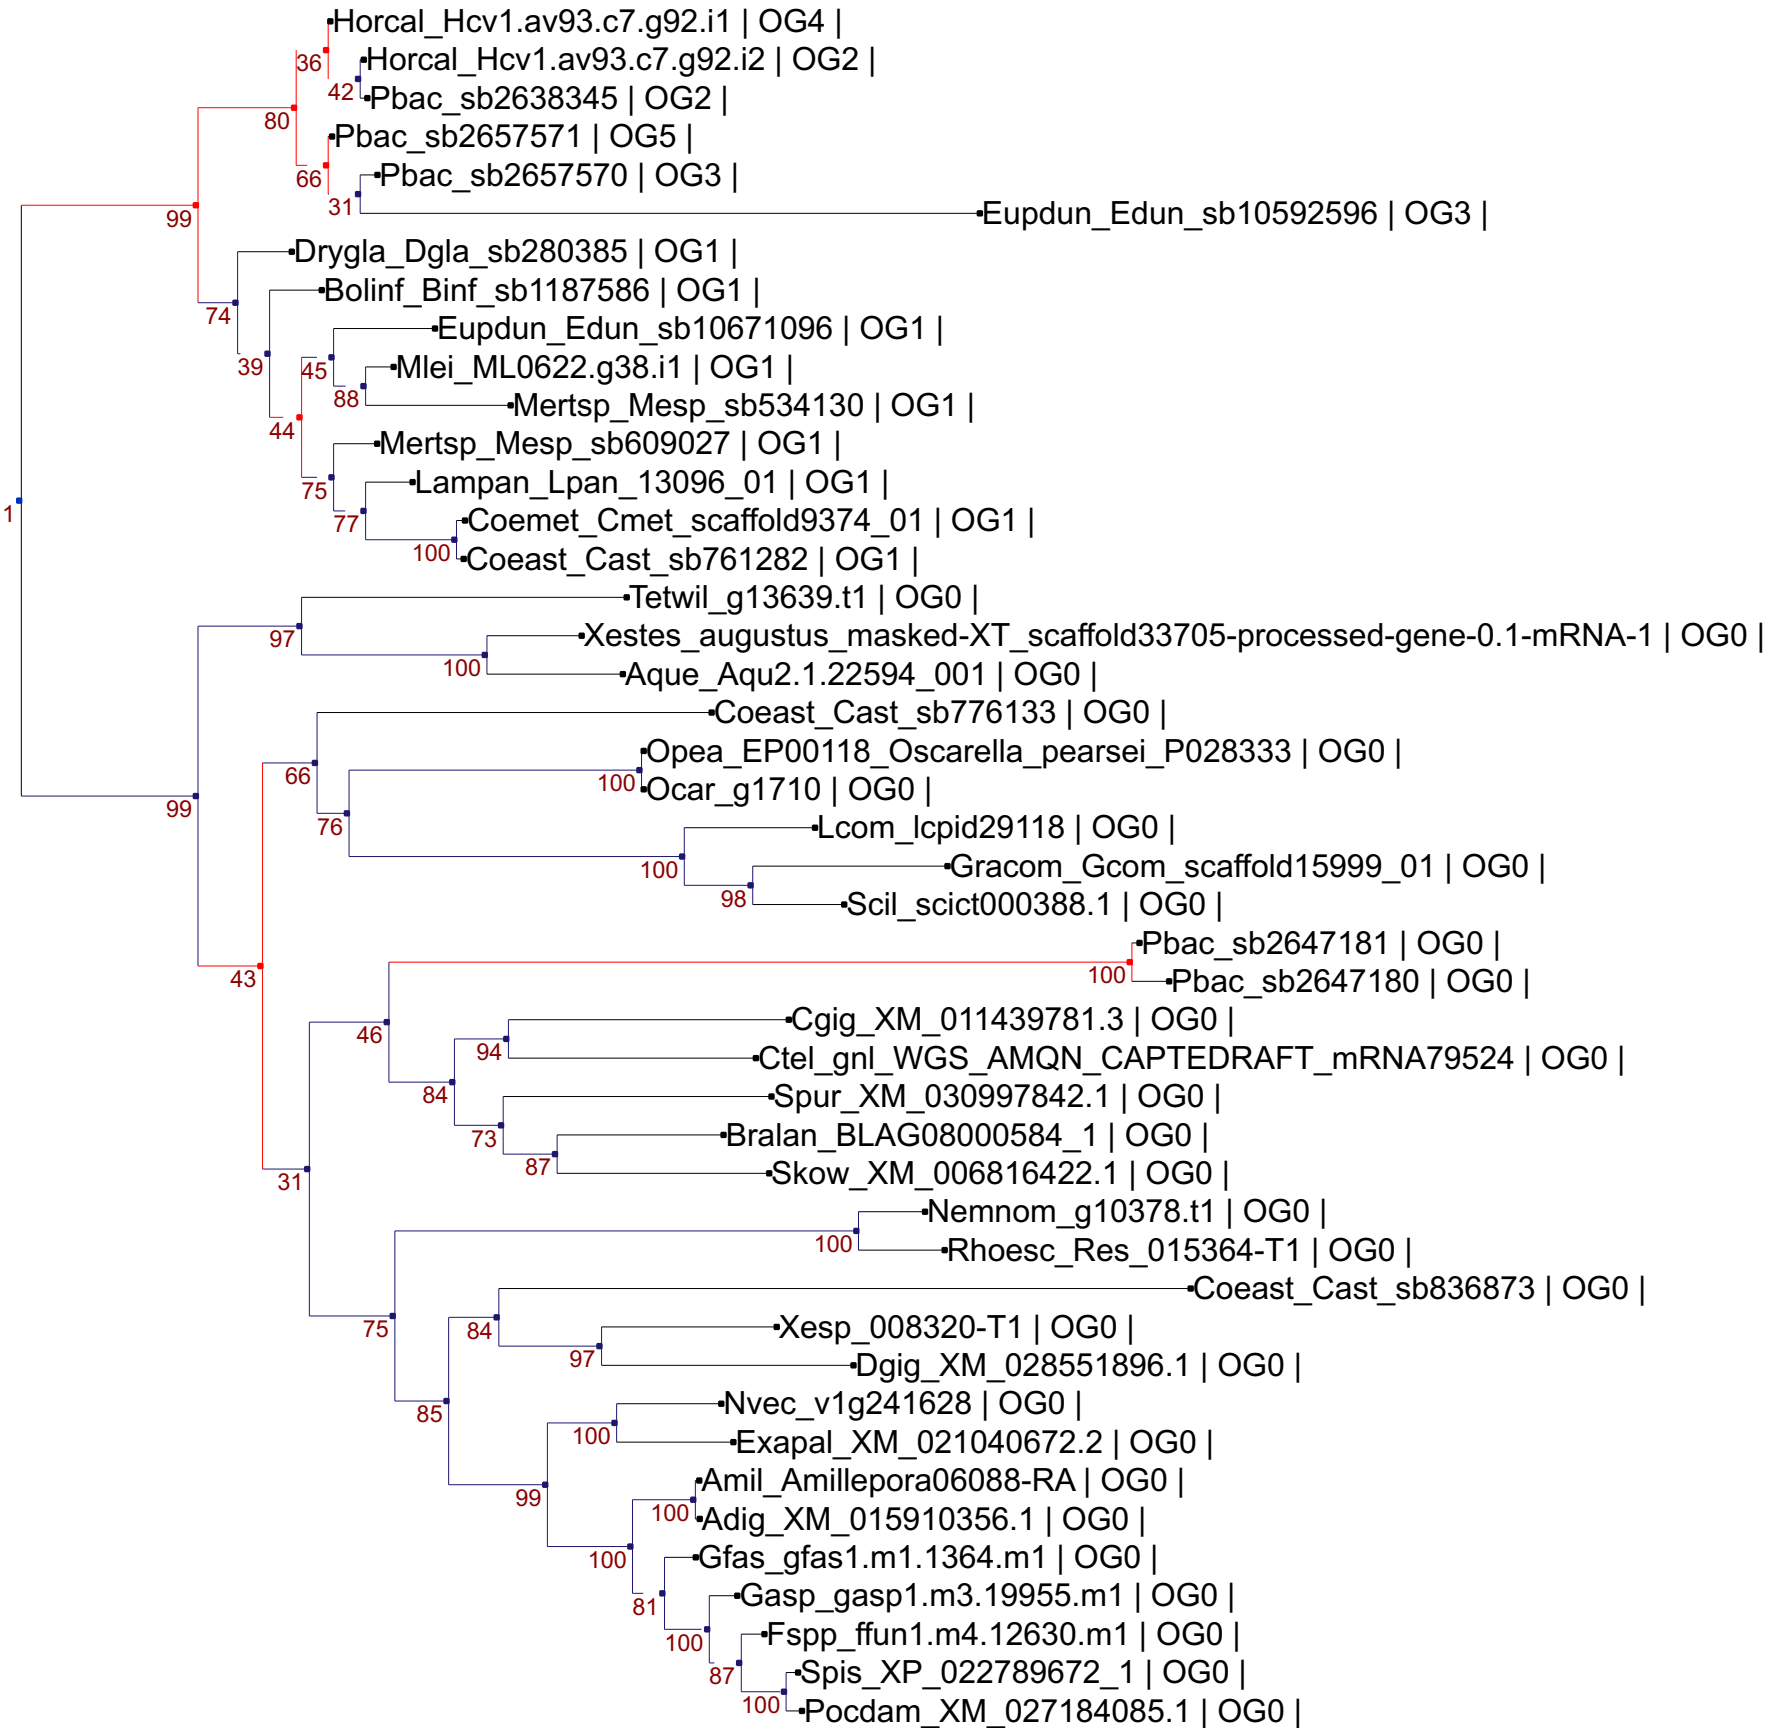 Horcal_Hcv1.av93.c7.g92.i1 | OG4 |
36
Horcal_Hcv1.av93.c7.g92.i2 | OG2 |
42
Pbac_sb2638345 | OG2 |
80
Pbac_sb2657571 | OG5 |
66
Pbac_sb2657570 | OG3 |
31
Eupdun_Edun_sb10592596 | OG3 |
99
Drygla_Dgla_sb280385 | OG1 |
Bolinf_Binf_sb1187586 | OG1 |
74
Eupdun_Edun_sb10671096 | OG1 |
39
45
Mlei_ML0622.g38.i1 | OG1 |
88
Mertsp_Mesp_sb534130 | OG1 |
44
Mertsp_Mesp_sb609027 | OG1 |
75
Lampan_Lpan_13096_01 | OG1 |
1
77
Coemet_Cmet_scaffold9374_01 | OG1 |
100
Coeast_Cast_sb761282 | OG1 |
Tetwil_g13639.t1 | OG0 |
97
Xestes_augustus_masked-XT_scaffold33705-processed-gene-0.1-mRNA-1 | OG0 |
100
Aque_Aqu2.1.22594_001 | OG0 |
Coeast_Cast_sb776133 | OG0 |
Opea_EP00118_Oscarella_pearsei_P028333 | OG0 |
66
100
Ocar_g1710 | OG0 |
99
76
Lcom_lcpid29118 | OG0 |
100
Gracom_Gcom_scaffold15999_01 | OG0 |
98
Scil_scict000388.1 | OG0 |
Pbac_sb2647181 | OG0 |
43
100
Pbac_sb2647180 | OG0 |
Cgig_XM_011439781.3 | OG0 |
46
94
Ctel_gnl_WGS_AMQN_CAPTEDRAFT_mRNA79524 | OG0 |
84
Spur_XM_030997842.1 | OG0 |
73
Bralan_BLAG08000584_1 | OG0 |
87
Skow_XM_006816422.1 | OG0 |
31
Nemnom_g10378.t1 | OG0 |
100
Rhoesc_Res_015364-T1 | OG0 |
Coeast_Cast_sb836873 | OG0 |
75
84
Xesp_008320-T1 | OG0 |
97
Dgig_XM_028551896.1 | OG0 |
Nvec_v1g241628 | OG0 |
85
100
Exapal_XM_021040672.2 | OG0 |
Amil_Amillepora06088-RA | OG0 |
99
100
Adig_XM_015910356.1 | OG0 |
100
Gfas_gfas1.m1.1364.m1 | OG0 |
81
Gasp_gasp1.m3.19955.m1 | OG0 |
100
Fspp_ffun1.m4.12630.m1 | OG0 |
87
Spis_XP_022789672_1 | OG0 |
100
Pocdam_XM_027184085.1 | OG0 |